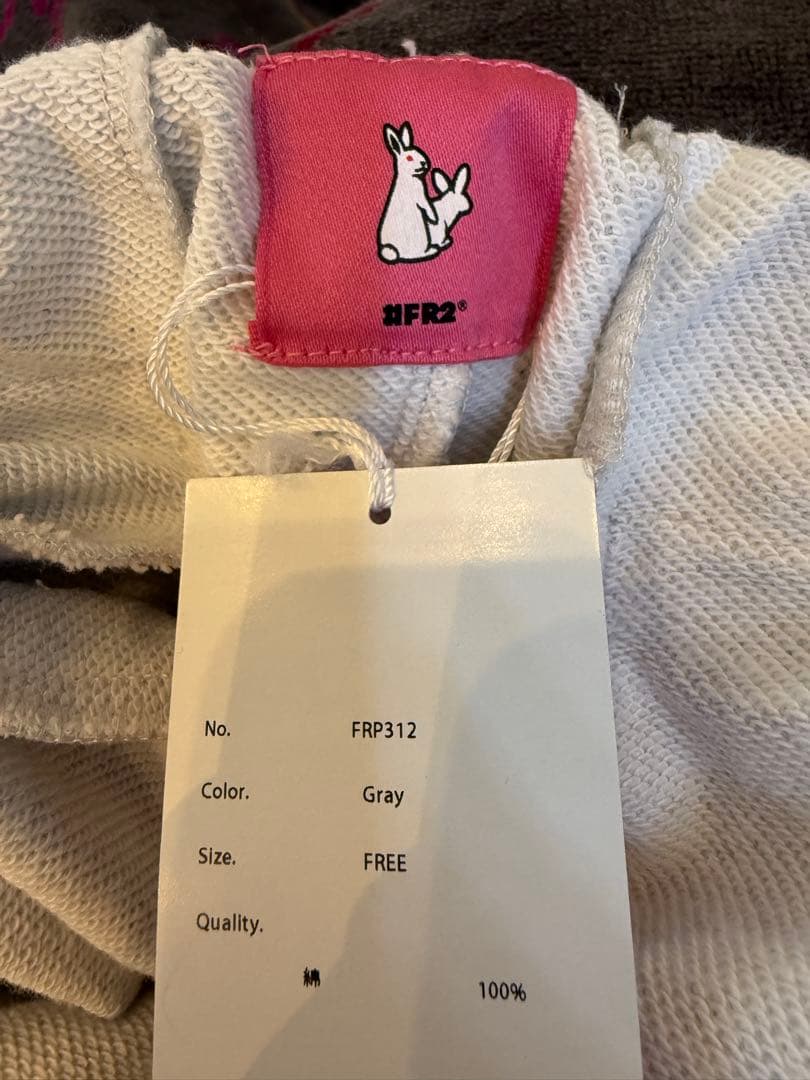 #FR2®
No. FRP312
Color. Gray
Size. FREE
Quality.
綿 100%